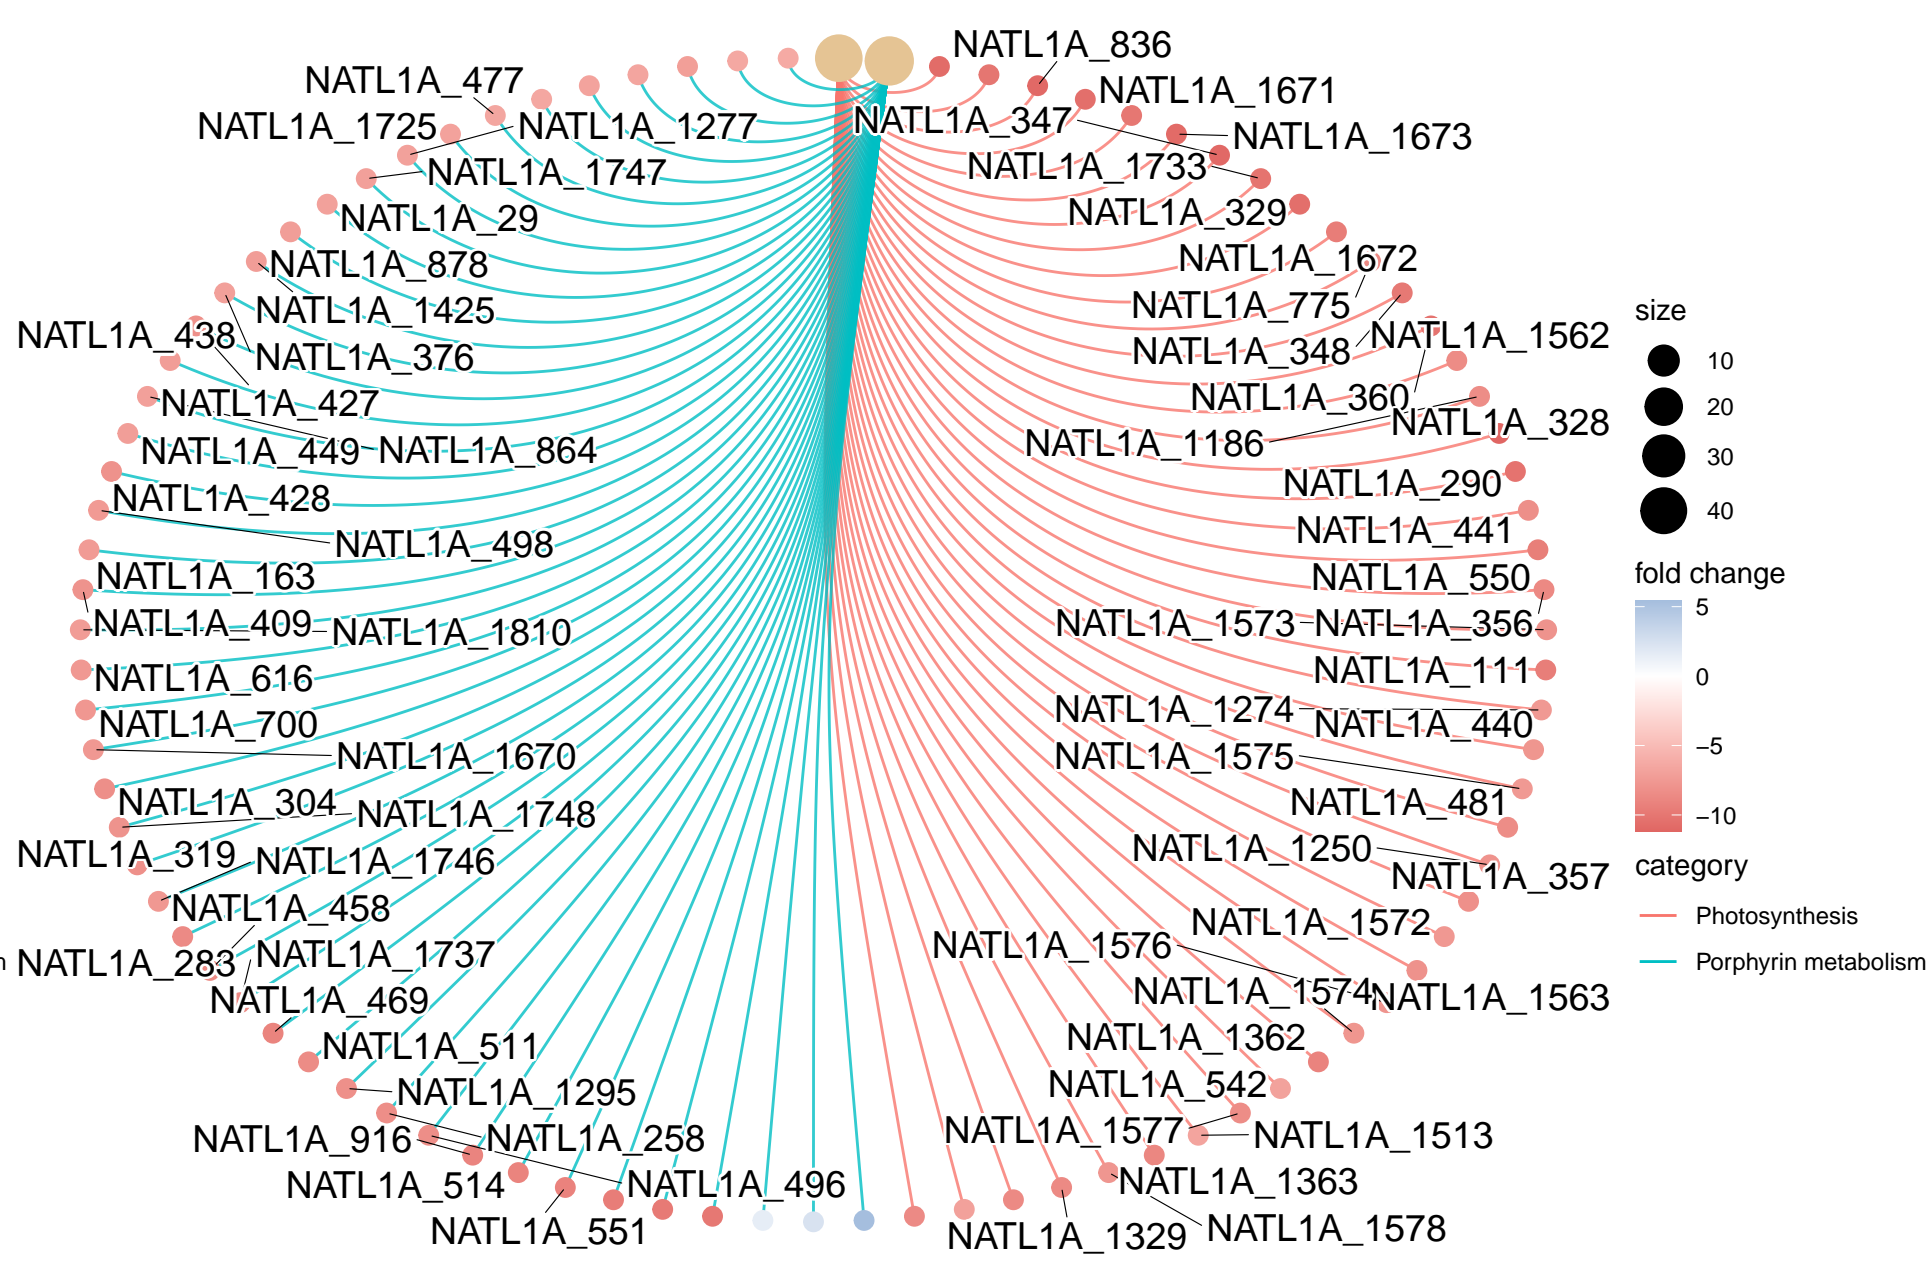 NATL1A_836
NATL1A_477
NATL1A_1671
NATL1A_1725
NATL1A_1277
NATL1A_347
NATL1A_1673
NATL1A_1747
NATL1A_1733
NATL1A_29
NATL1A_329
NATL1A_878
NATL1A_1672
NATL1A_1425
NATL1A_775
NATL1A_438
NATL1A_1562
NATL1A_376
NATL1A_348
NATL1A_427
NATL1A_360
NATL1A_328
NATL1A_449
NATL1A_864
NATL1A_1186
NATL1A_428
NATL1A_290
NATL1A_498
NATL1A_441
NATL1A_163
NATL1A_550
NATL1A_409
NATL1A_1810
NATL1A_1573
NATL1A_356
NATL1A_616
NATL1A_111
NATL1A_700
NATL1A_1274
NATL1A_440
NATL1A_1670
NATL1A_1575
NATL1A_304
NATL1A_1748
NATL1A_481
NATL1A_319
NATL1A_1746
NATL1A_1250
NATL1A_357
NATL1A_458
NATL1A_1572
n
NATL1A_283
NATL1A_1737
NATL1A_1576
NATL1A_469
NATL1A_1574
NATL1A_1563
NATL1A_511
NATL1A_1362
NATL1A_1295
NATL1A_542
NATL1A_916
NATL1A_258
NATL1A_1577
NATL1A_1513
NATL1A_514
NATL1A_496
NATL1A_1363
NATL1A_551
NATL1A_1329
NATL1A_1578
size
10
20
30
40
fold change
5
0
−5
−10
category
Photosynthesis
Porphyrin metabolism